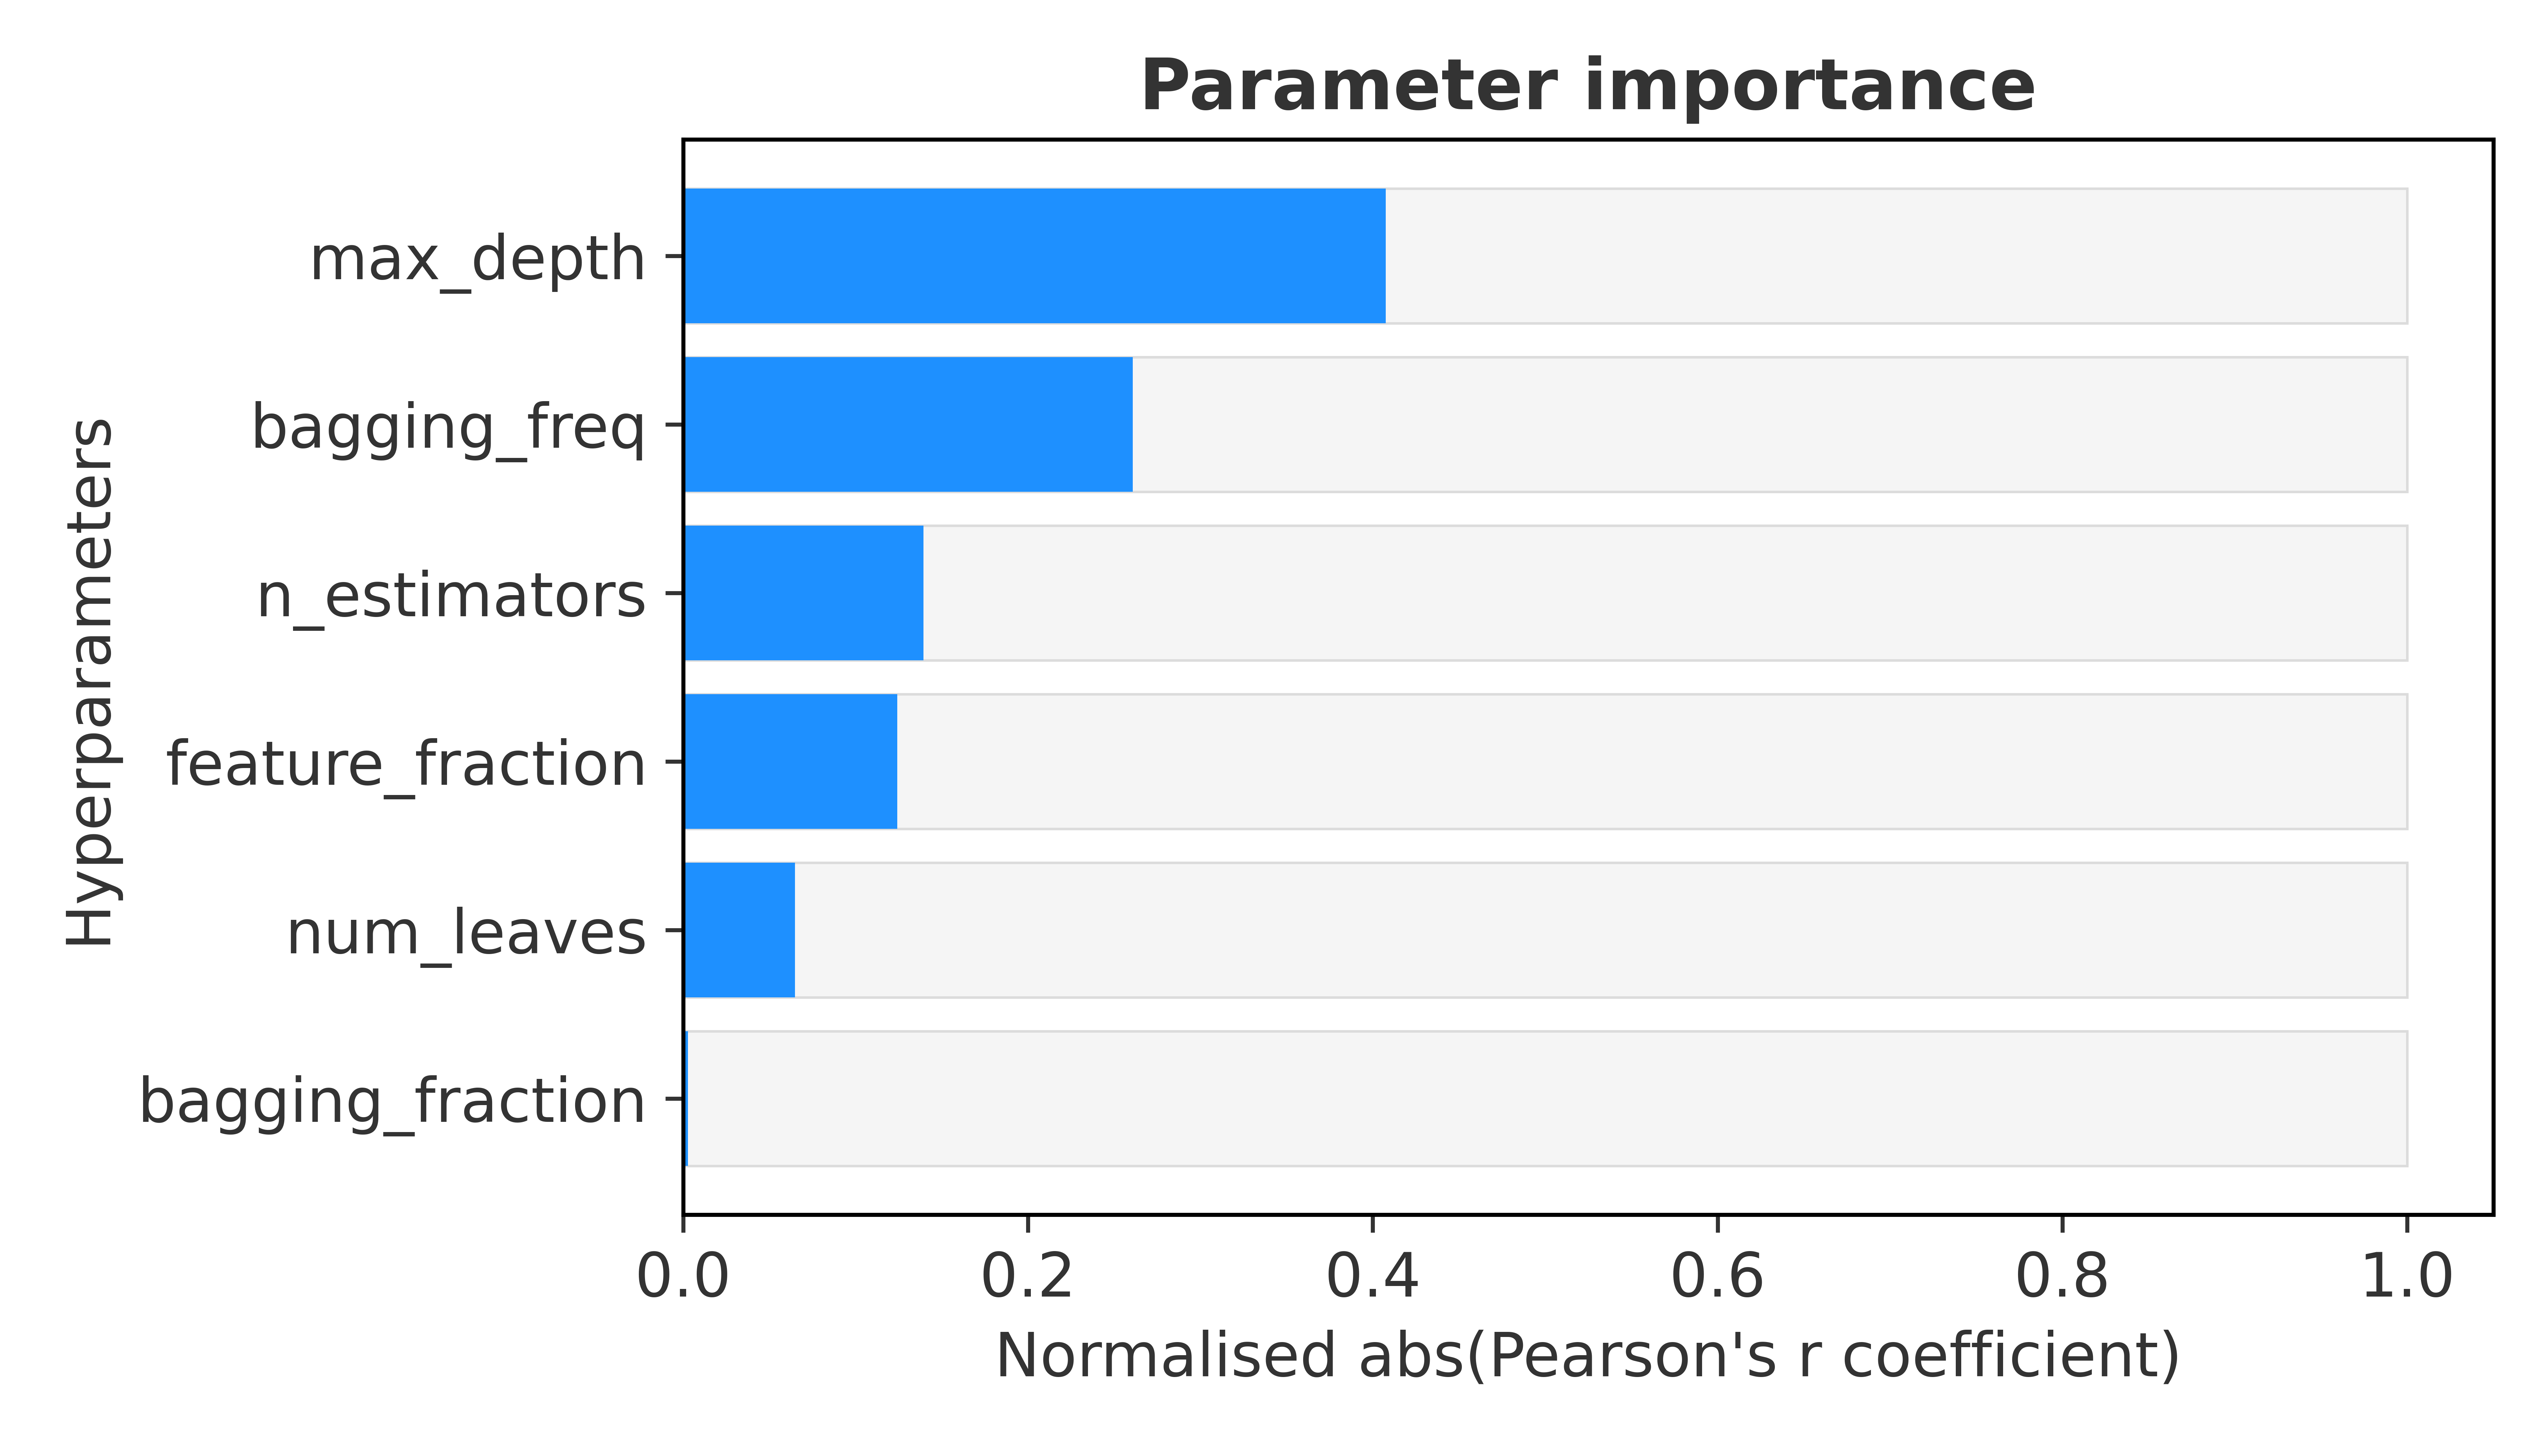 Parameter importance
Hyperparameters
max_depth
bagging_freq
n_estimators
feature_fraction
num_leaves
bagging_fraction
0.0 0.2 0.4 0.6 0.8 1.0
Normalised abs(Pearson's r coefficient)